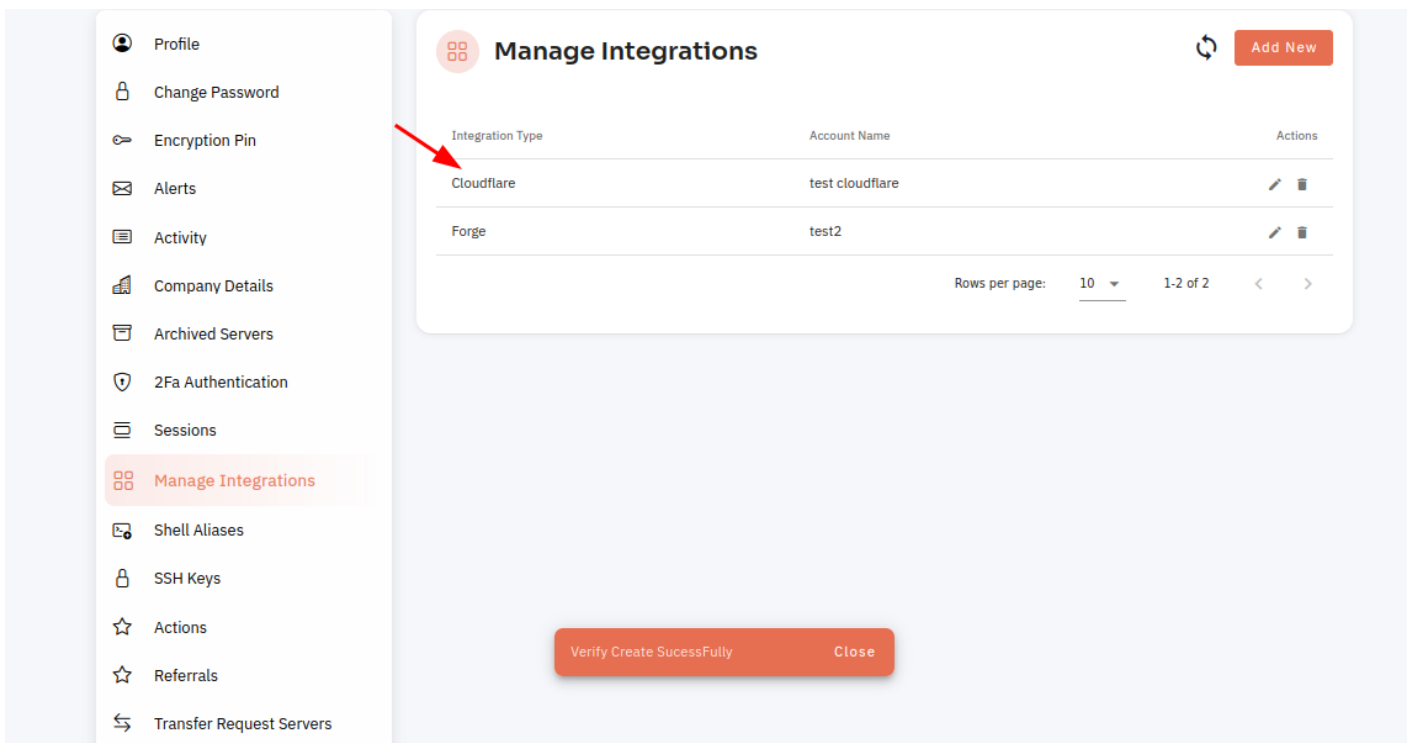 Profile
Change Password
Encryption Pin
Alerts
Activity
Company Details
Archived Servers
2Fa Authentication
Sessions
Manage Integrations
Shell Aliases
SSH Keys
Actions
Referrals
Transfer Request Servers
Manage Integrations
Add New
Integration Type Account Name Actions
Cloudflare test cloudflare
Forge test2
Rows per page: 10 1-2 of 2
Verify Create SucessFully Close